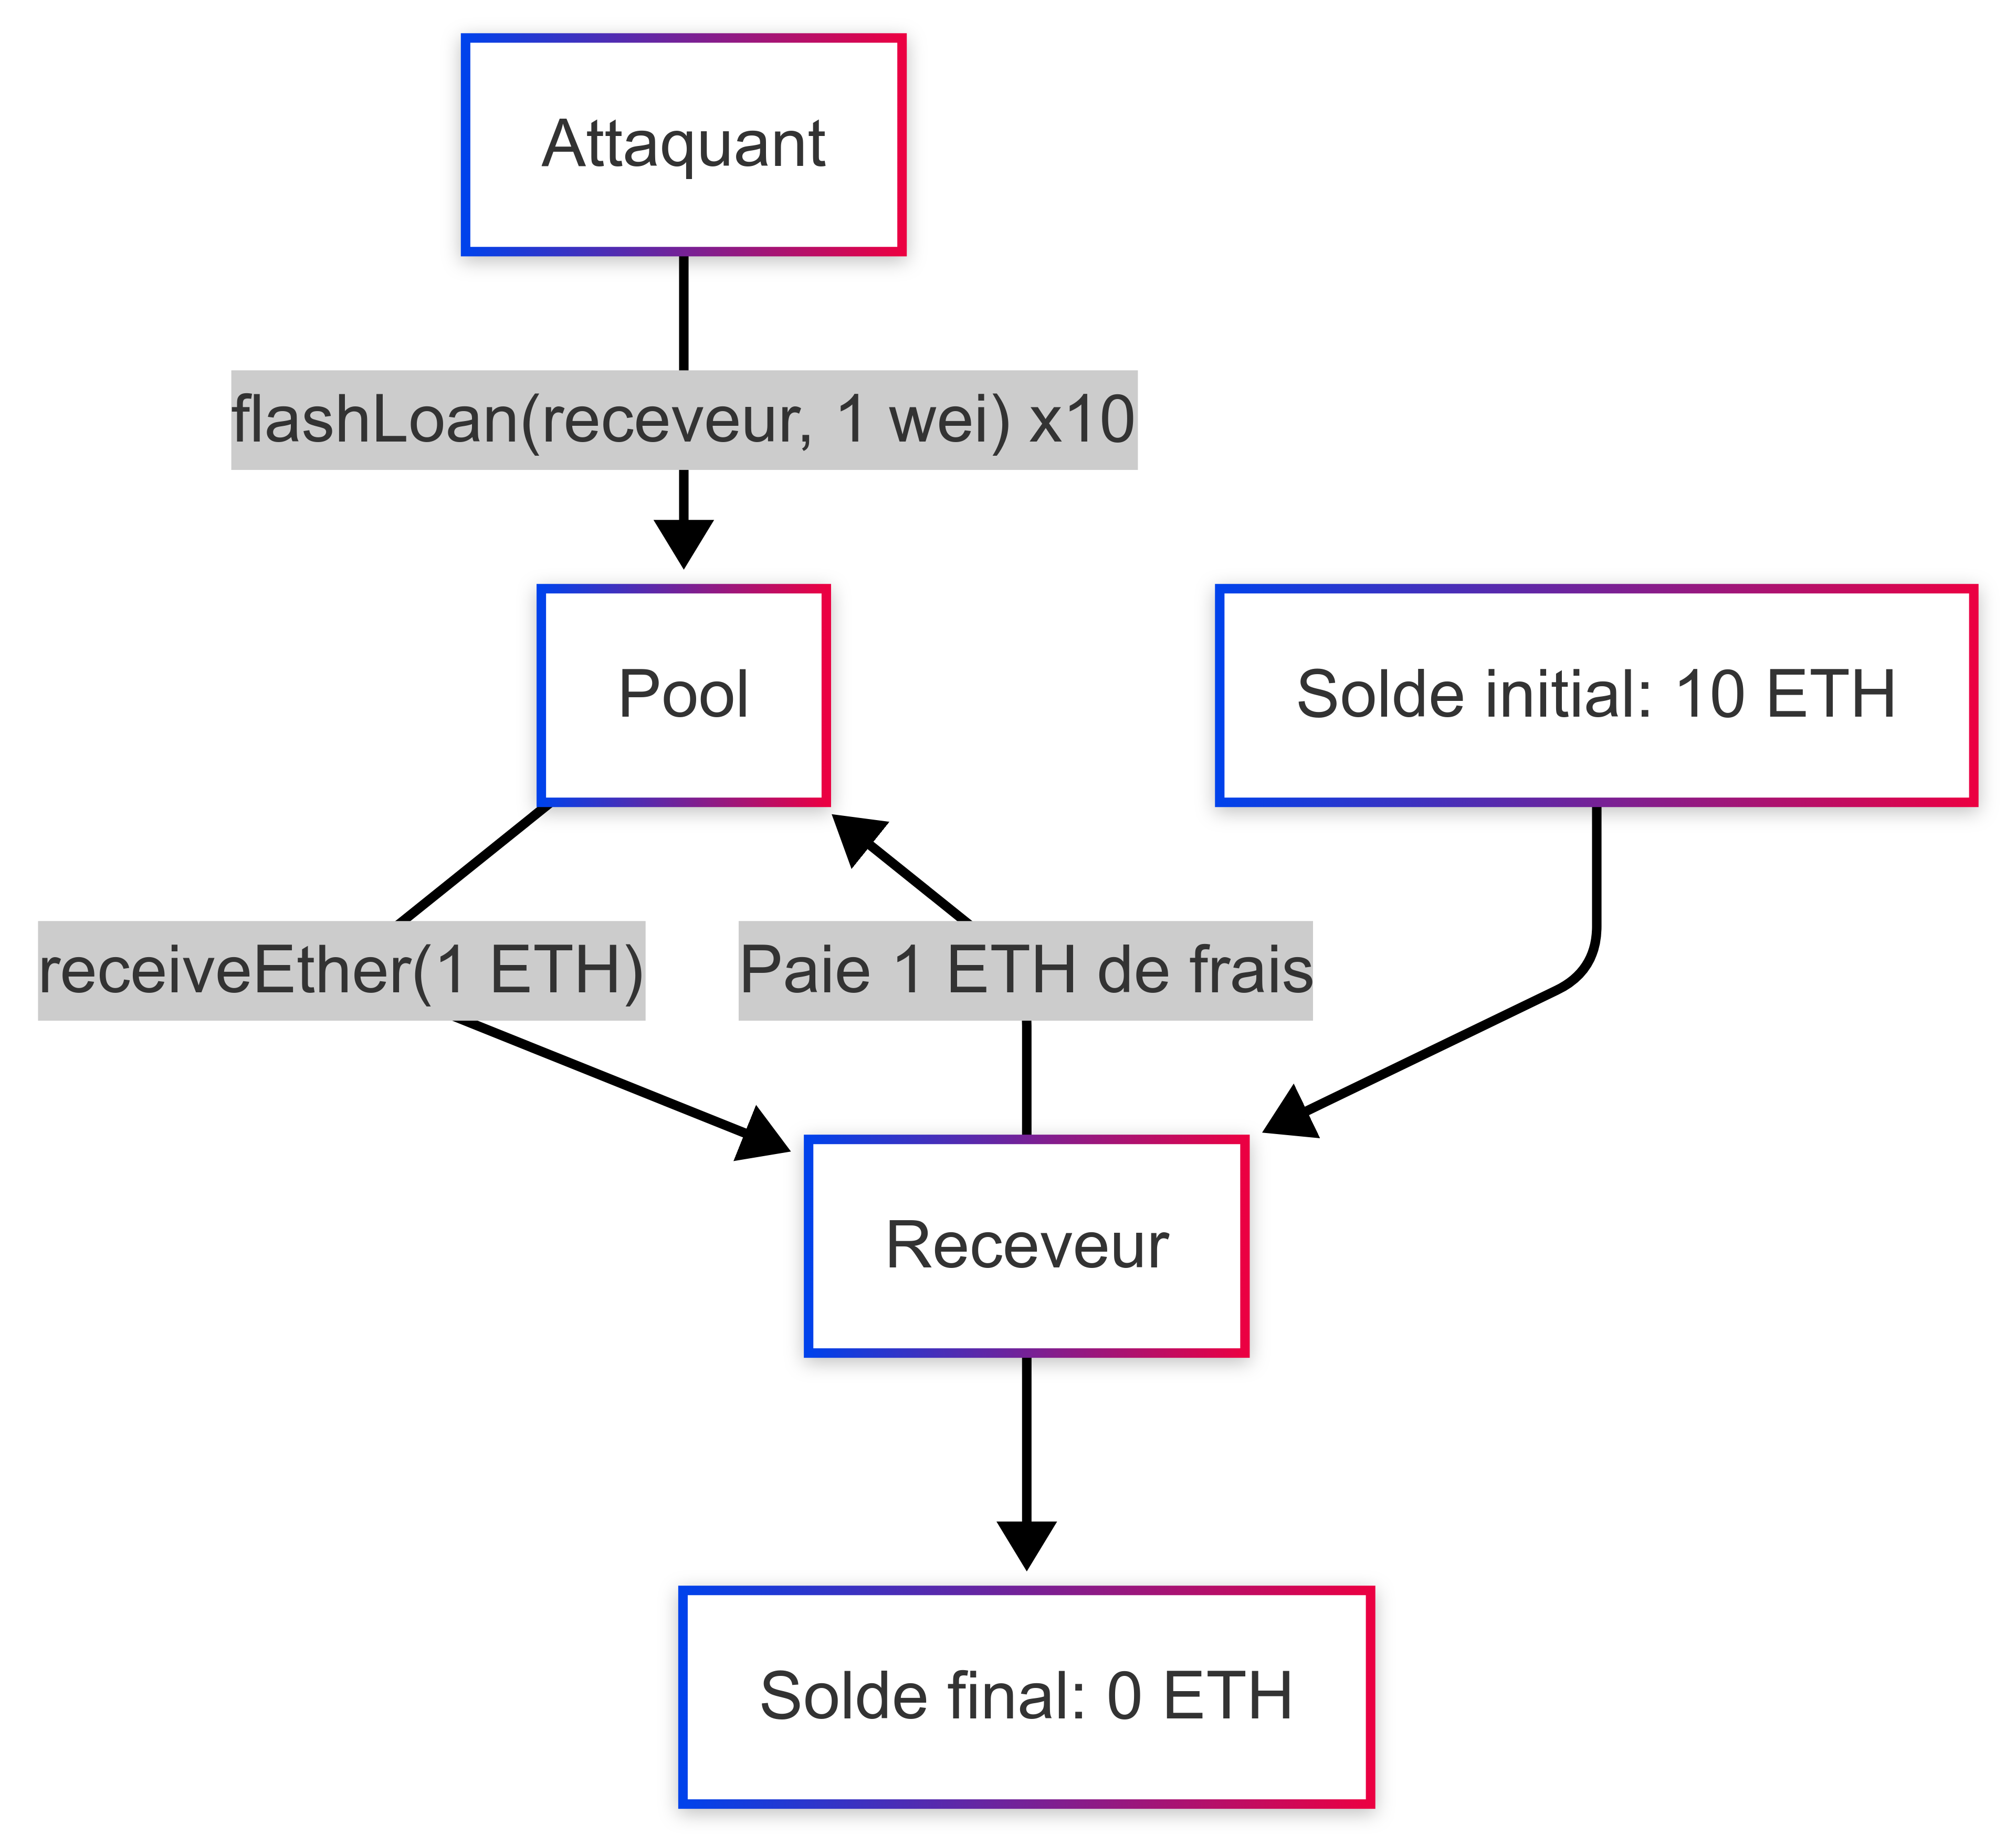 Attaquant
flashLoan(receveur, 1 wei) x10
Pool
Solde initial: 10 ETH
receiveEther(1 ETH)
Paie 1 ETH de frais
Receveur
Solde final: 0 ETH